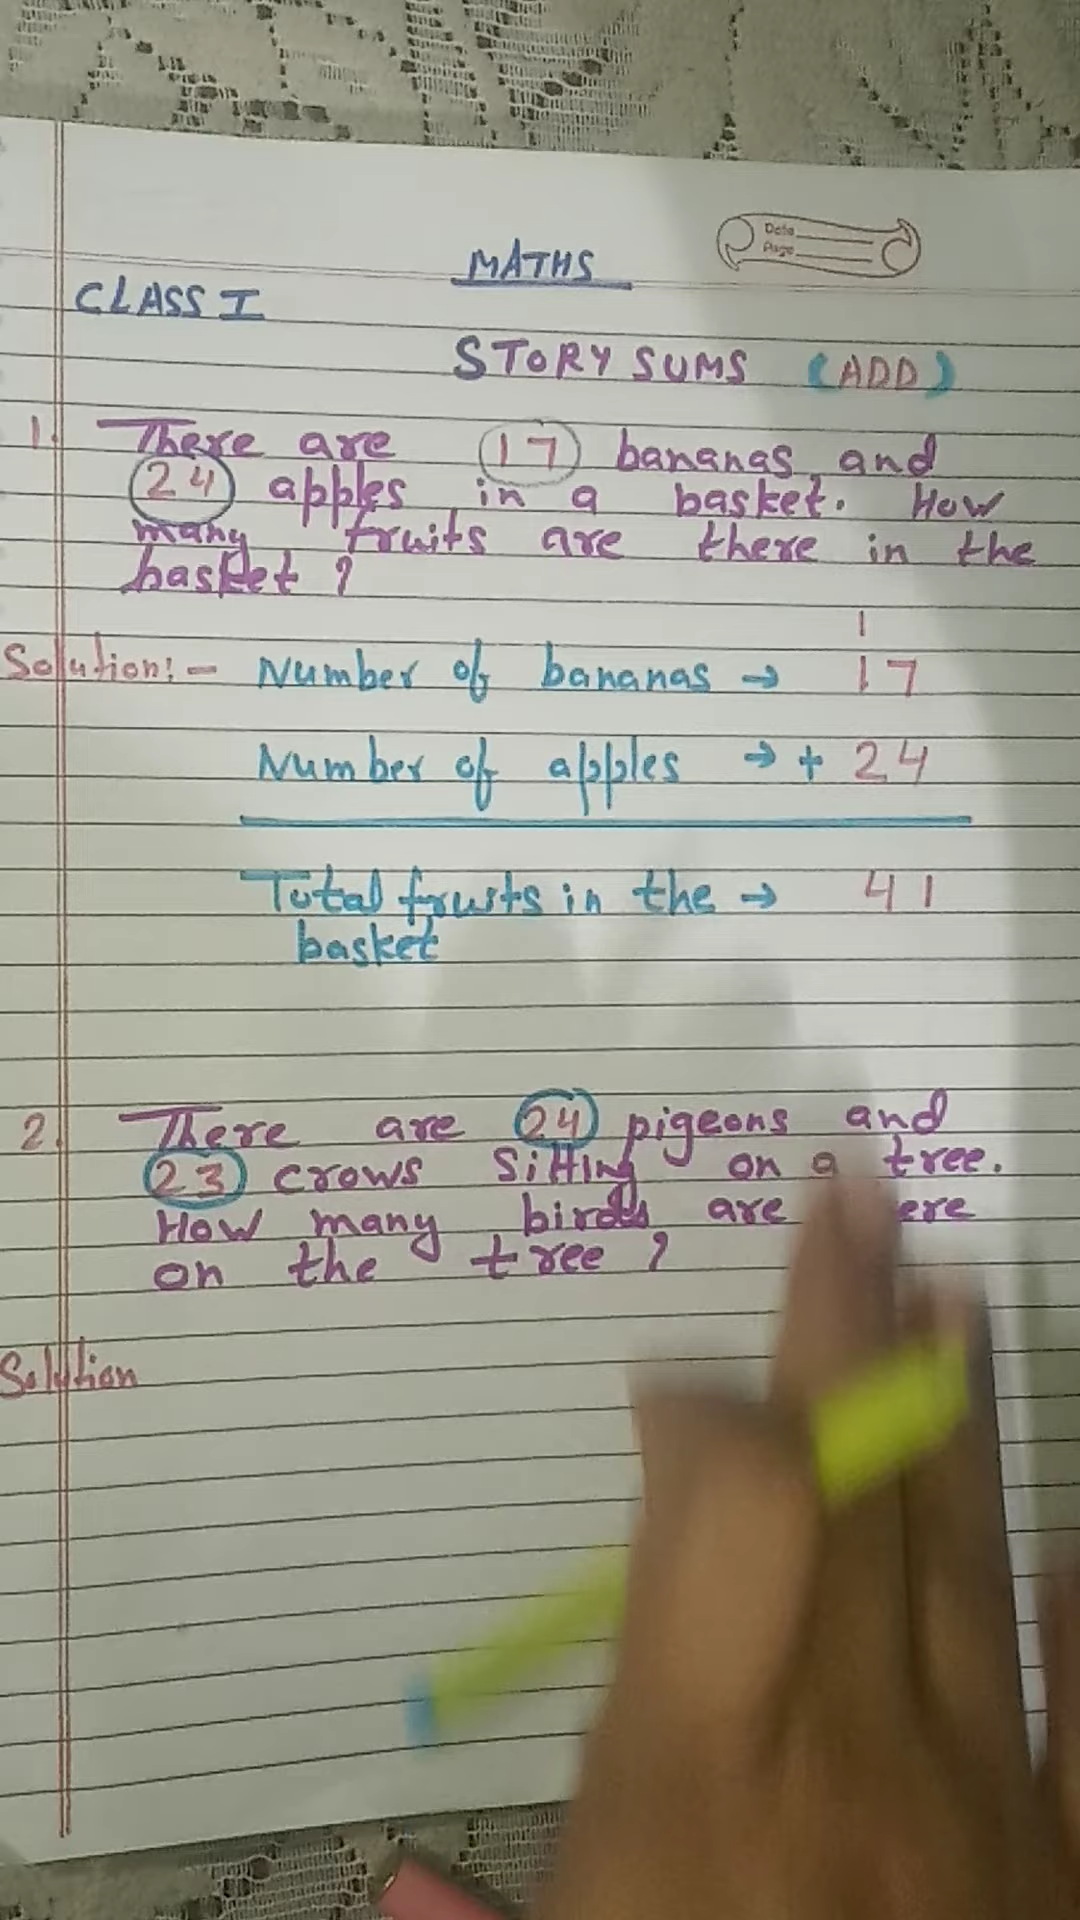 Date
Page
MATHS
CLASS I
STORY SUMS (ADD)
1. There are 17 bananas and
24 apples in a basket. How
many fruits are there in the
basket ?
1
Solution:- Number of bananas → 17
Number of apples → + 24
Total fruits in the → 41
basket
2. There are 24 pigeons and
23 crows sitting on a tree.
How many birds are
on the tree ?
Solution